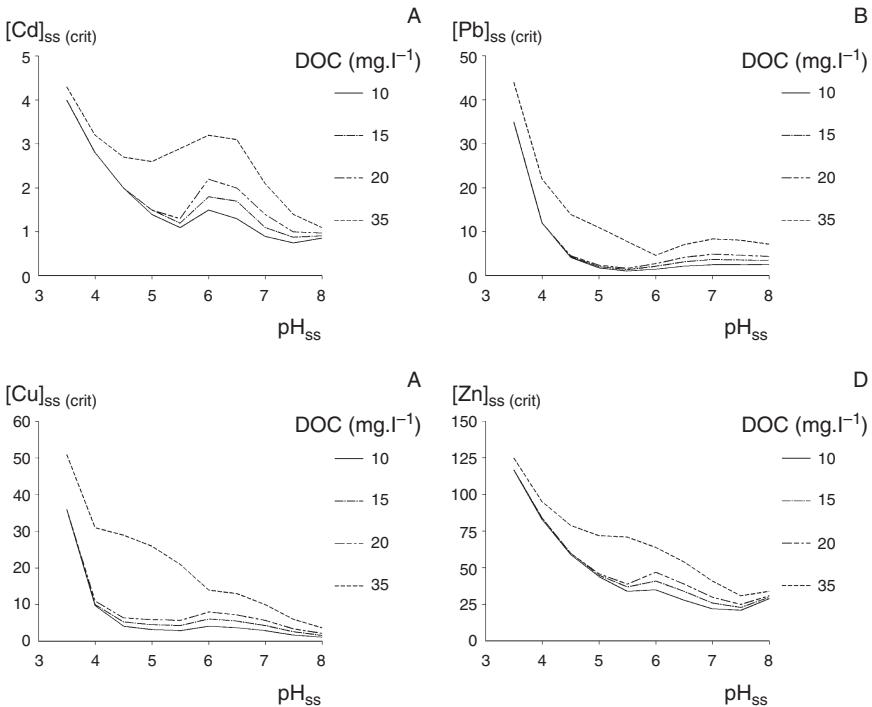 A
[Cd]ss (crit)
DOC (mg.l⁻¹)
5
4
3
2
1
0
10
15
20
35
3 4 5 6 7 8
pHss
B
[Pb]ss (crit)
DOC (mg.l⁻¹)
50
40
30
20
10
0
10
15
20
35
3 4 5 6 7 8
pHss
A
[Cu]ss (crit)
DOC (mg.l⁻¹)
60
50
40
30
20
10
0
10
15
20
35
3 4 5 6 7 8
pHss
D
[Zn]ss (crit)
DOC (mg.l⁻¹)
150
125
100
75
50
25
0
10
15
20
35
3 4 5 6 7 8
pHss